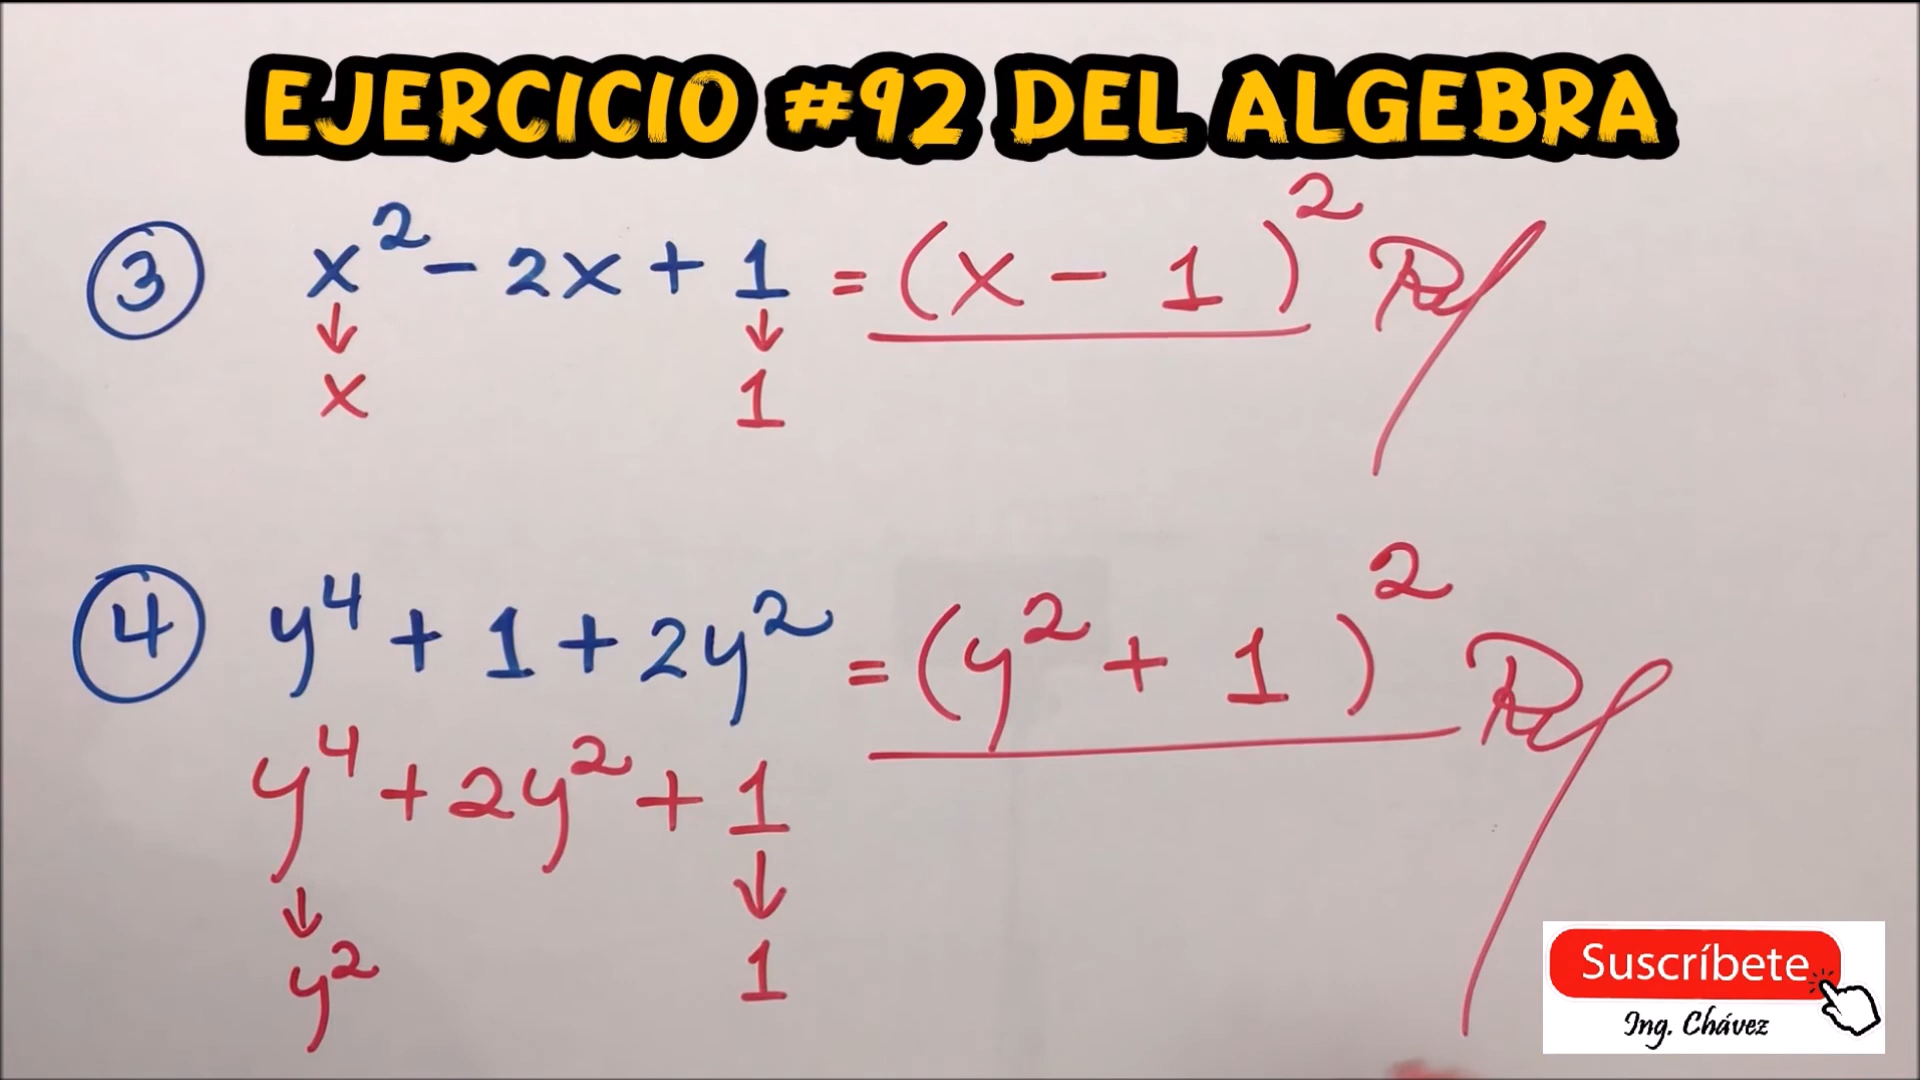 EJERCICIO #92 DEL ALGEBRA
3 x² - 2x + 1 = (x - 1)²
x 1
4 y⁴ + 1 + 2y² = (y² + 1)²
y⁴ + 2y² + 1
y² 1
Suscríbete
Ing. Chávez